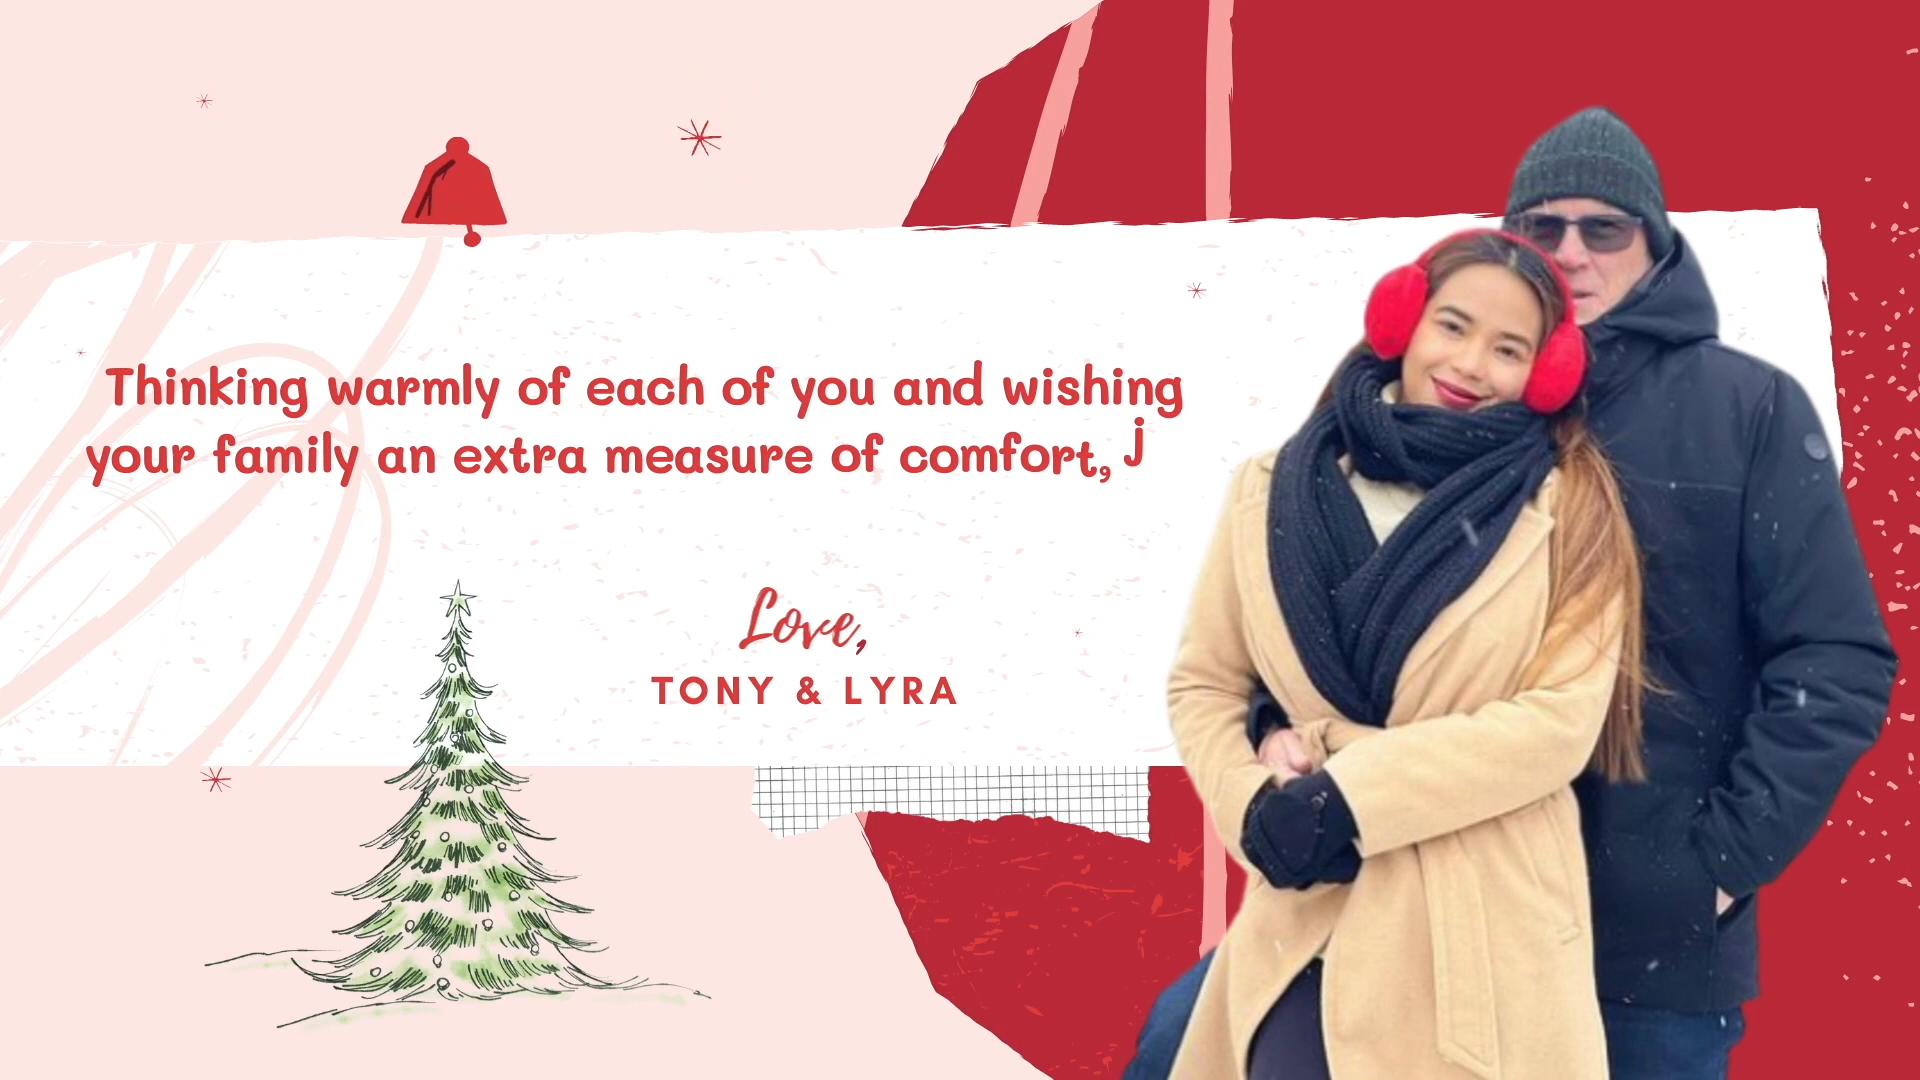 Thinking warmly of each of you and wishing
your family an extra measure of comfort, j
Love,
TONY & LYRA